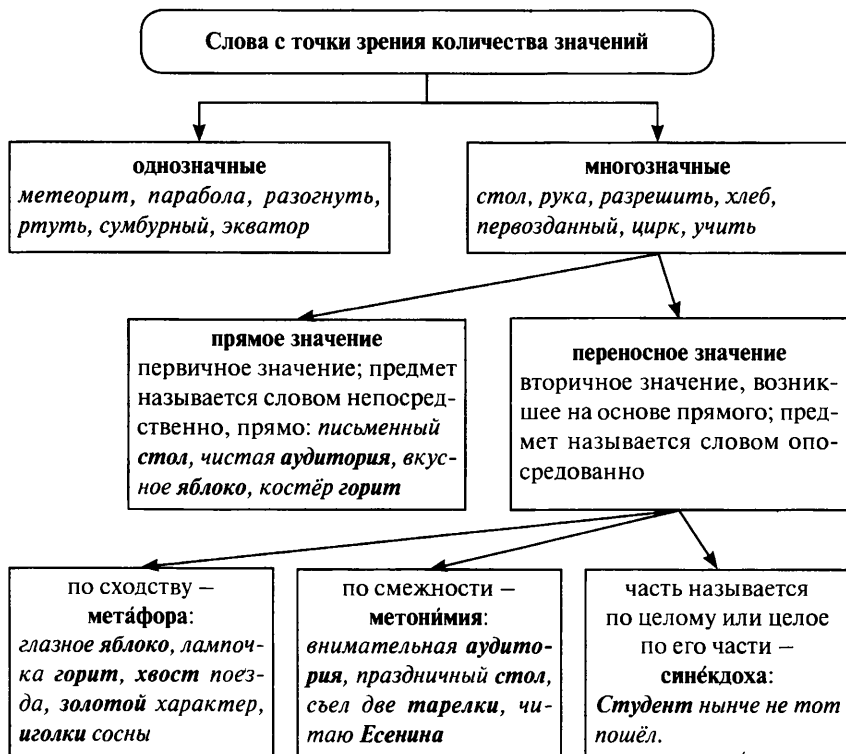 Слова с точки зрения количества значений
однозначные
метеорит, парабола, разогнуть,
ртуть, сумбурный, экватор
многозначные
стол, рука, разрешить, хлеб,
первозданный, цирк, учить
прямое значение
первичное значение; предмет
называется словом непосред-
ственно, прямо: письменный
стол, чистая аудитория, вкус-
ное яблоко, костёр горит
переносное значение
вторичное значение, возник-
шее на основе прямого; пред-
мет называется словом опо-
средованно
по сходству –
мета́фора:
глазное яблоко, лампоч-
ка горит, хвост поез-
да, золотой характер,
иголки сосны
по смежности –
метони́мия:
внимательная аудито-
рия, праздничный стол,
съел две тарелки, чи-
таю Есенина
часть называется
по целому или целое
по его части –
сине́кдоха:
Студент нынче не тот
пошёл.